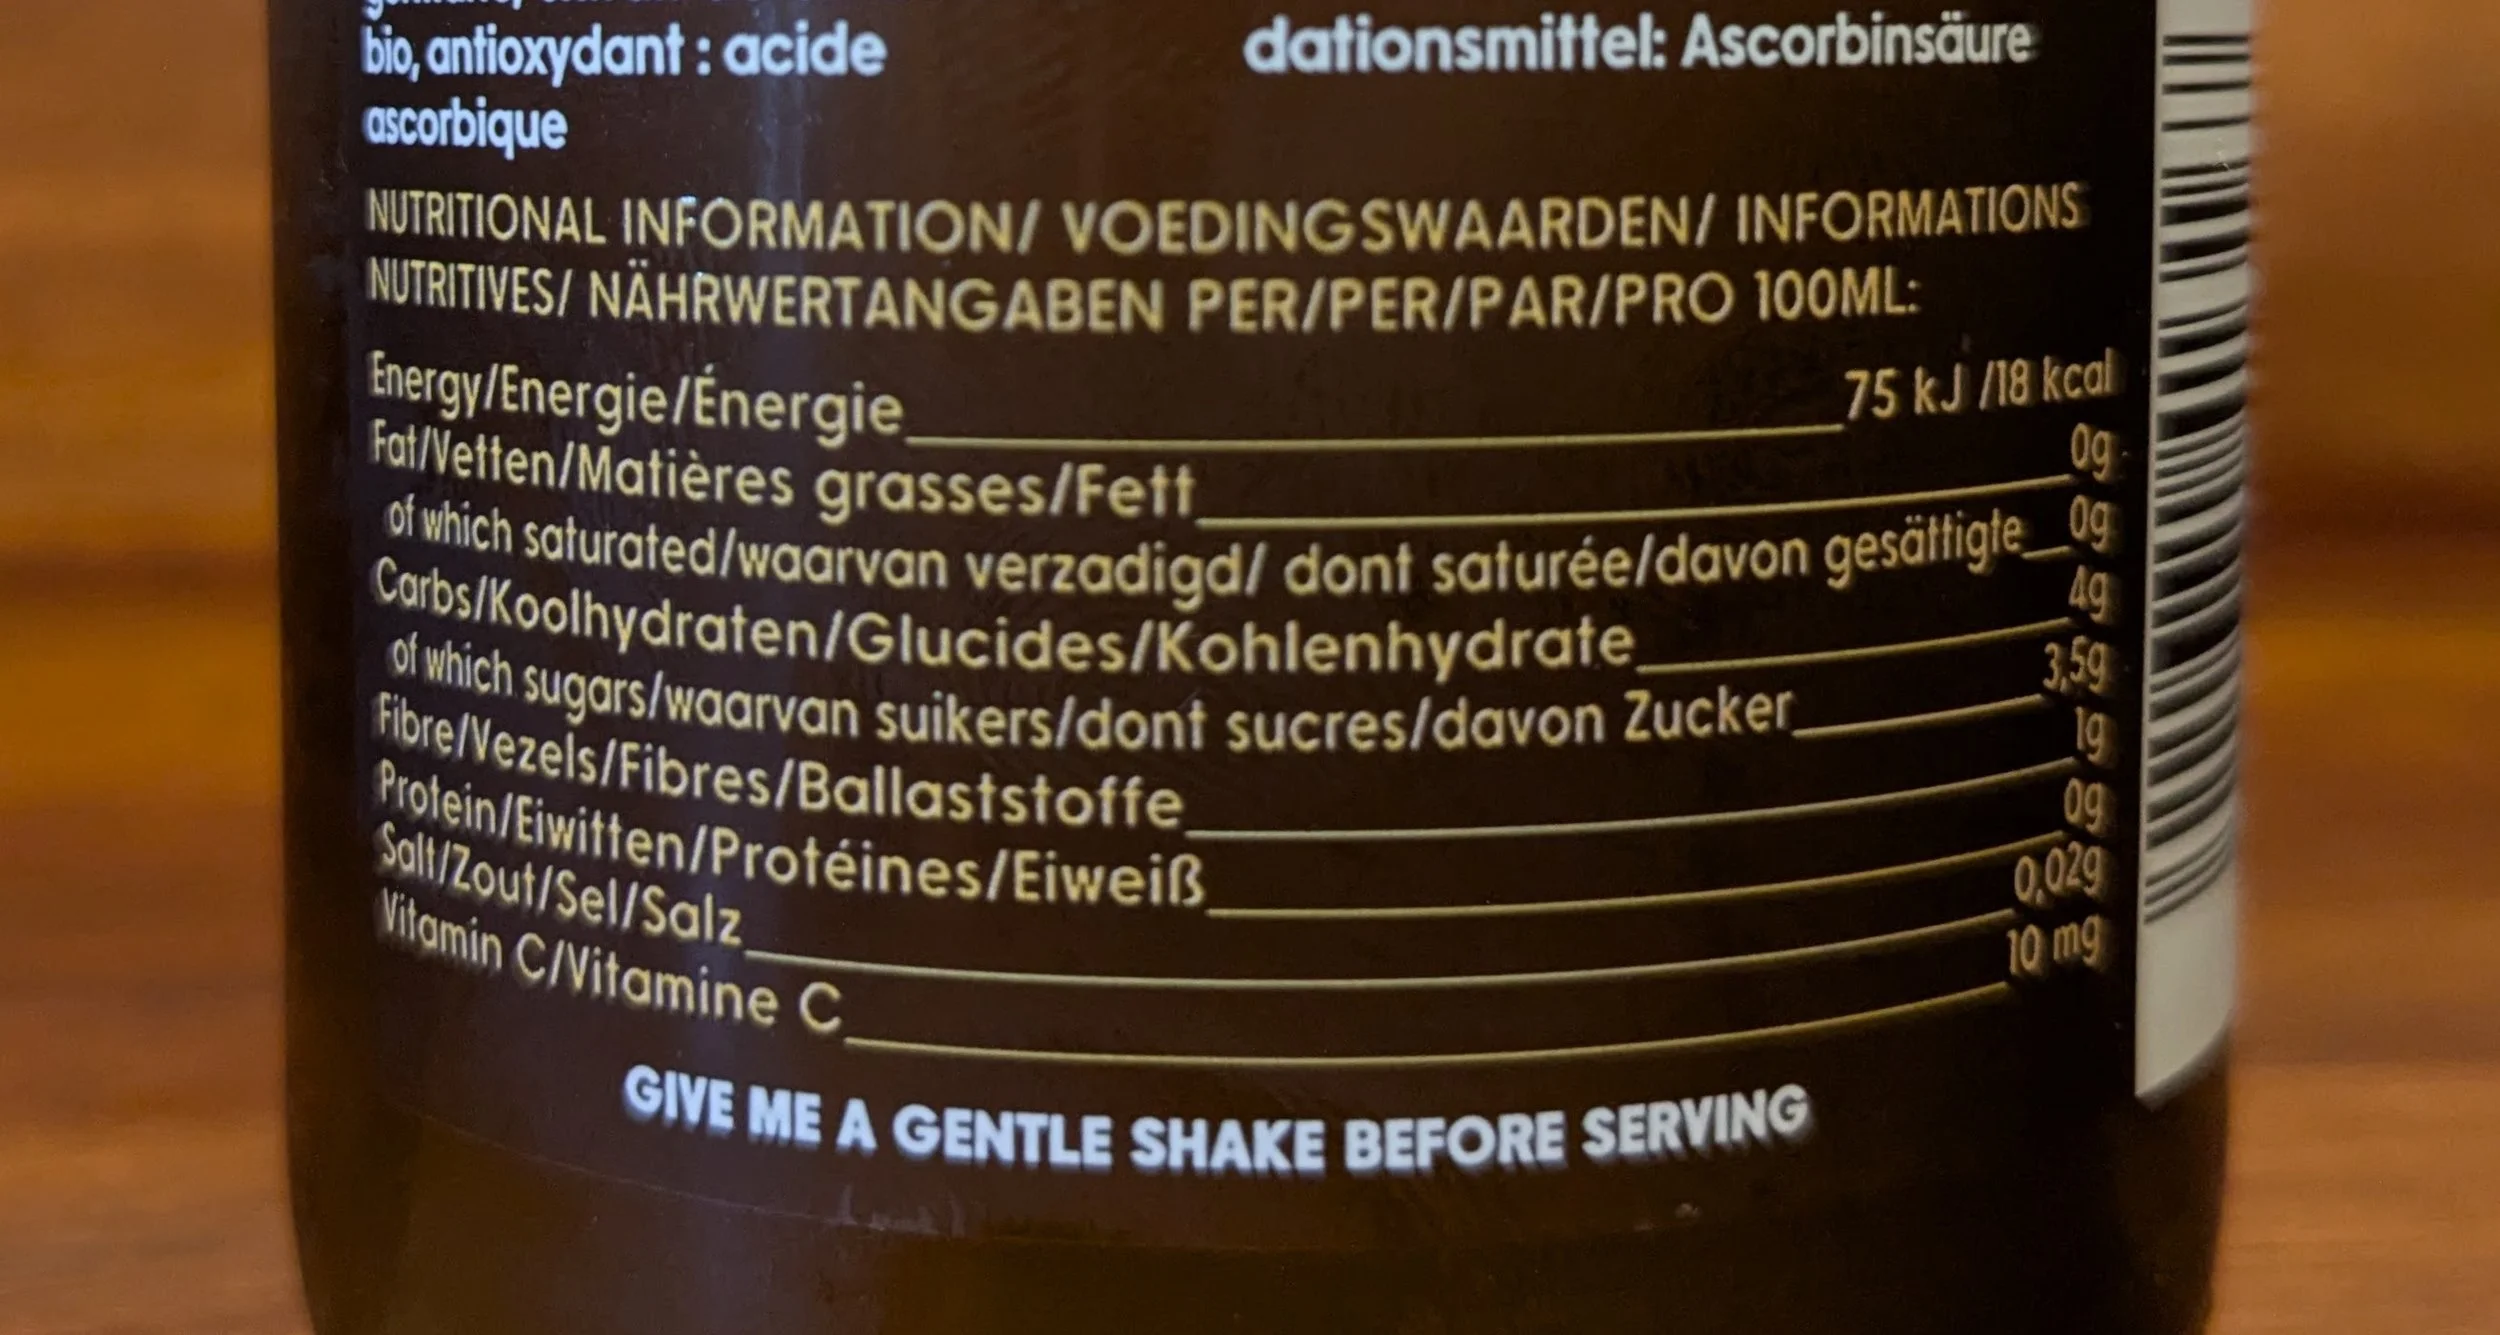 bio, antioxydant : acide
ascorbique
dationsmittel: Ascorbinsäure
NUTRITIONAL INFORMATION/ VOEDINGSWAARDEN/ INFORMATIONS
NUTRITIVES/ NÄHRWERTANGABEN PER/PER/PAR/PRO 100ML:
Energy/Energie/Énergie 75 kJ /18 kcal
Fat/Vetten/Matières grasses/Fett 0g
of which saturated/waarvan verzadigd/ dont saturée/davon gesättigte 0g
Carbs/Koolhydraten/Glucides/Kohlenhydrate 4g
of which sugars/waarvan suikers/dont sucres/davon Zucker 3,5g
Fibre/Vezels/Fibres/Ballaststoffe 1g
Protein/Eiwitten/Protéines/Eiweiß 0g
Salt/Zout/Sel/Salz 0,02g
Vitamin C/Vitamine C 10 mg
GIVE ME A GENTLE SHAKE BEFORE SERVING